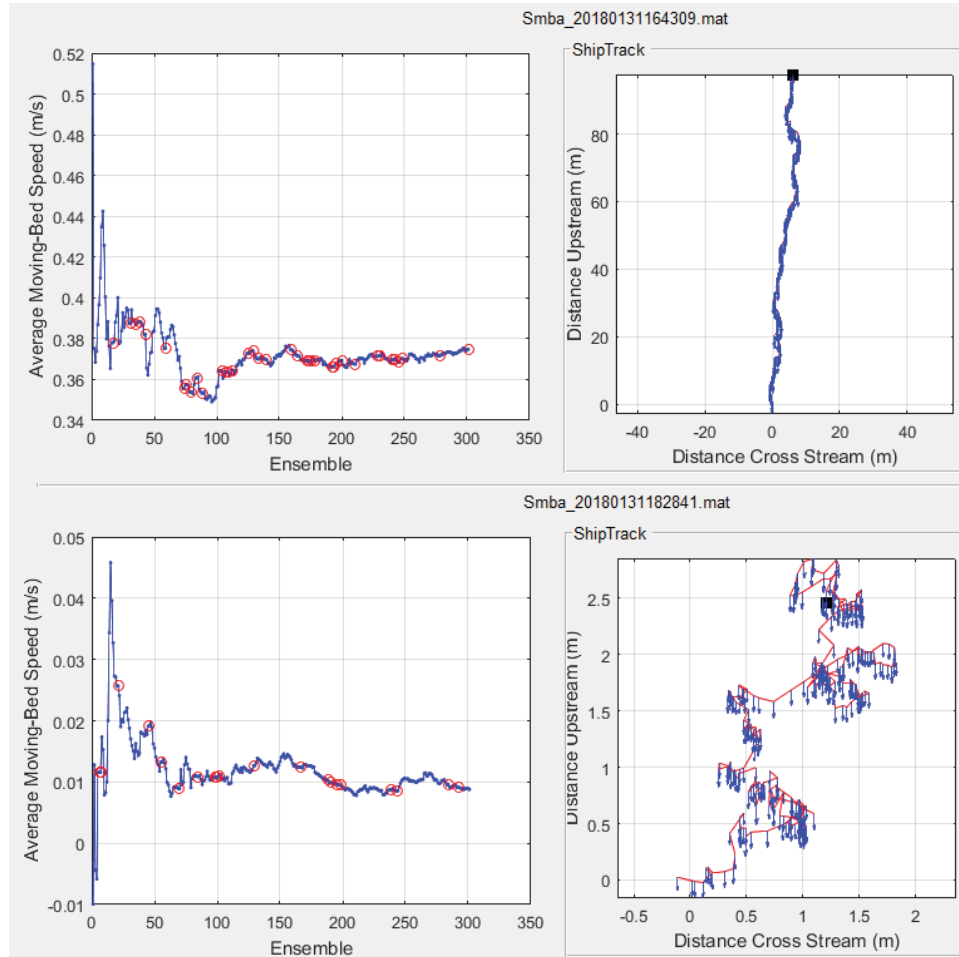 Smba_20180131164309.mat
Average Moving-Bed Speed (m/s)
0.52
0.5
0.48
0.46
0.44
0.42
0.4
0.38
0.36
0.34
0 50 100 150 200 250 300 350
Ensemble
ShipTrack
Distance Upstream (m)
80
60
40
20
0
-40 -20 0 20 40
Distance Cross Stream (m)
Smba_20180131182841.mat
Average Moving-Bed Speed (m/s)
0.05
0.04
0.03
0.02
0.01
0
-0.01
0 50 100 150 200 250 300 350
Ensemble
ShipTrack
Distance Upstream (m)
2.5
2
1.5
1
0.5
0
-0.5 0 0.5 1 1.5 2
Distance Cross Stream (m)